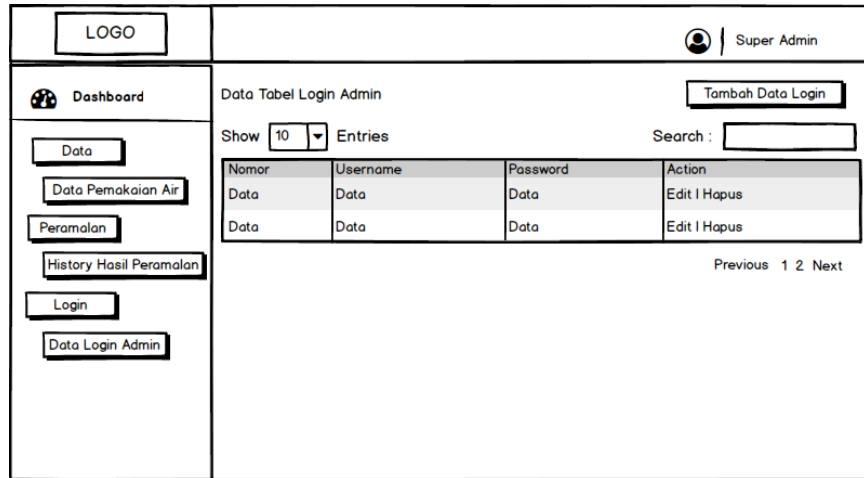 LOGO
Super Admin
Dashboard
Data
Data Pemakaian Air
Peramalan
History Hasil Peramalan
Login
Data Login Admin
Data Tabel Login Admin
Tambah Data Login
Show 10 Entries
Search :
Nomor Username Password Action
Data Data Data Edit | Hapus
Data Data Data Edit | Hapus
Previous 1 2 Next